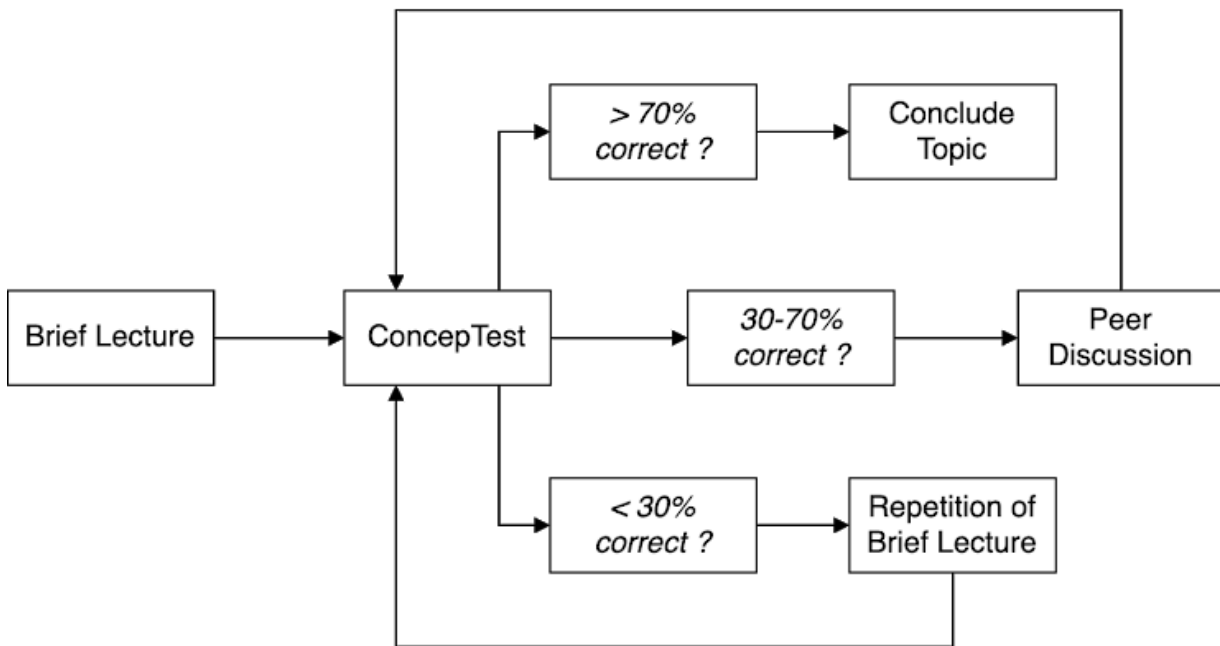 > 70%
correct ?
Conclude
Topic
Brief Lecture
ConcepTest
30-70%
correct ?
Peer
Discussion
< 30%
correct ?
Repetition of
Brief Lecture